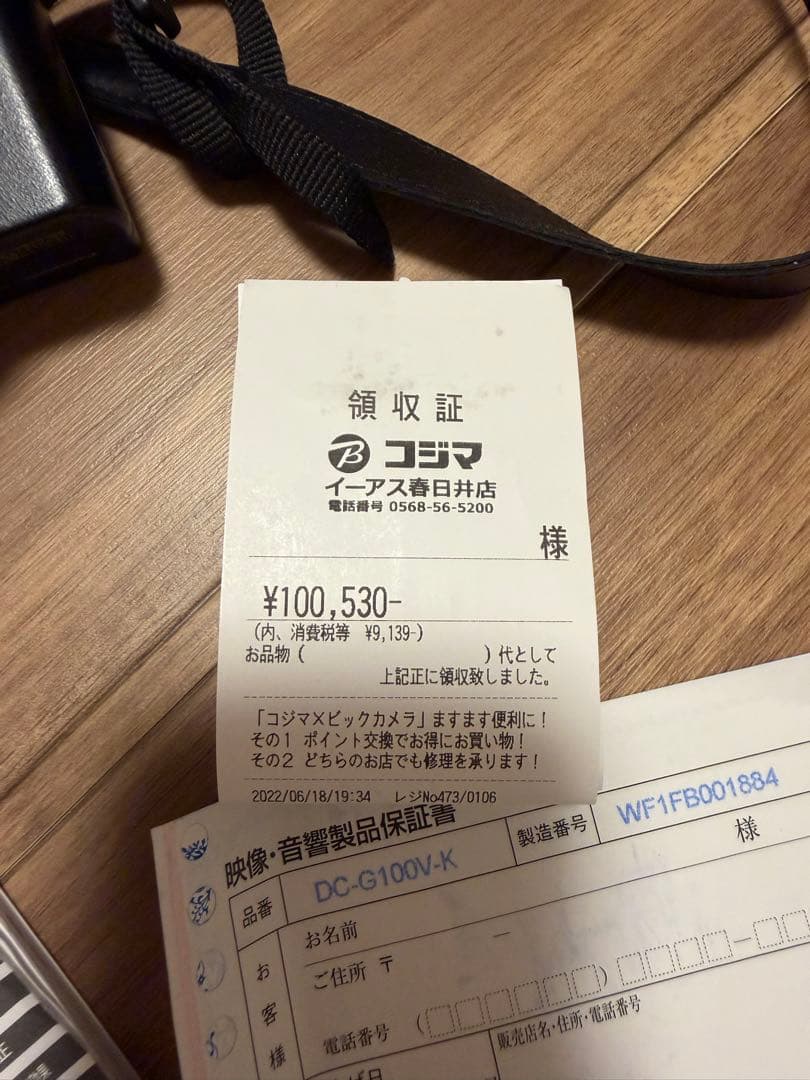 領収証
コジマ
イーアス春日井店
電話番号 0568-56-5200
様
¥100,530-
(内、消費税等 ¥9,139-)
お品物 ( ) 代として
上記正に領収致しました。
「コジマ×ビックカメラ」ますます便利に!
その1 ポイント交換でお得にお買い物!
その2 どちらのお店でも修理を承ります!
2022/06/18/19:34 レジNo473/0106
映像・音響製品保証書
品番 DC-G100V-K 製造番号 WF1FB001884
お客様
お名前 様
ご住所 〒
電話番号 ( ) −
販売店名・住所・電話番号